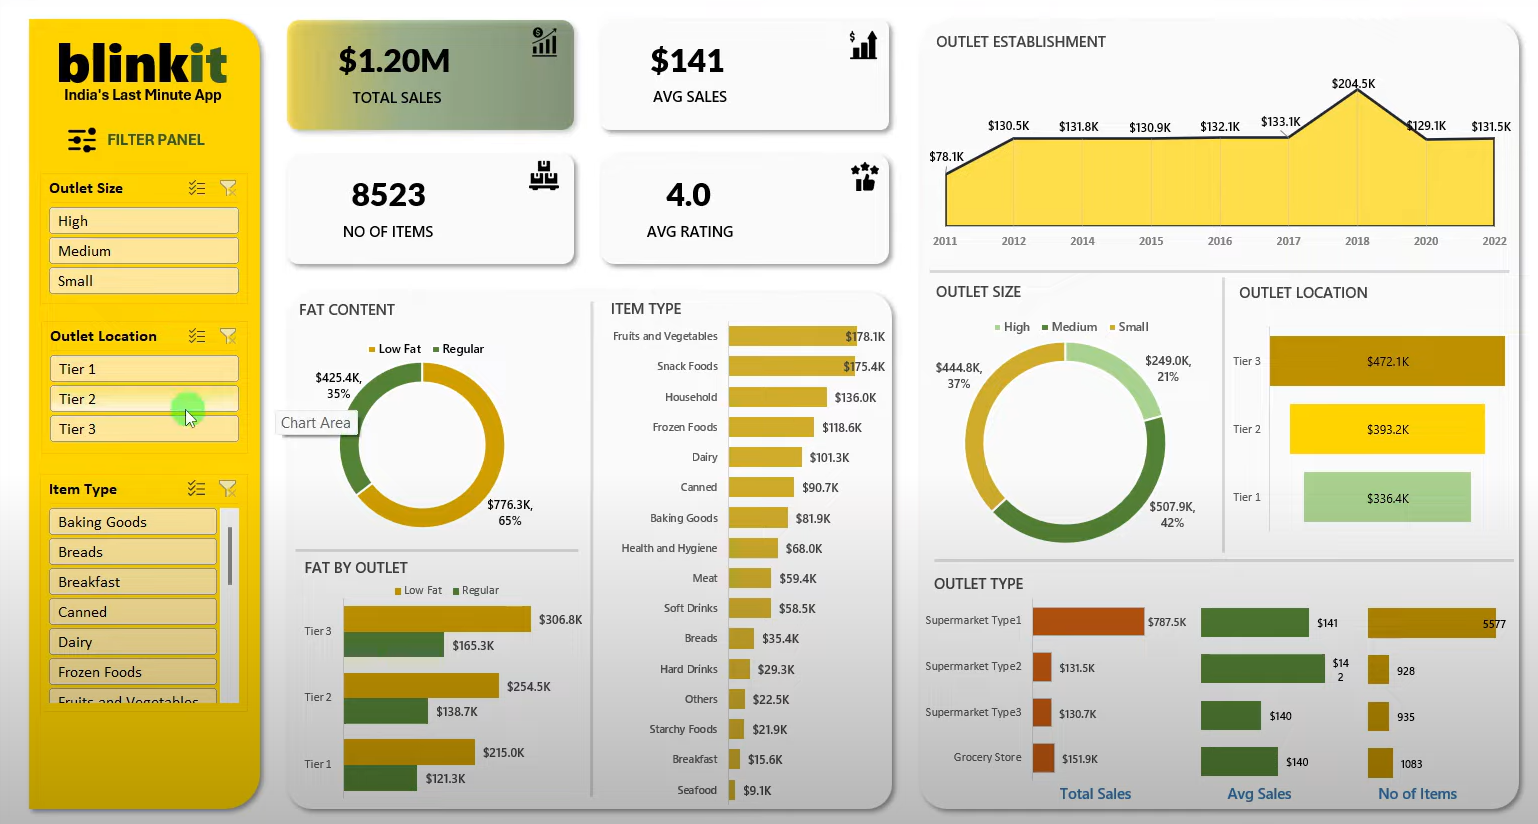 blinkit
India's Last Minute App
FILTER PANEL
Outlet Size
High
Medium
Small
Outlet Location
Tier 1
Tier 2
Tier 3
Item Type
Baking Goods
Breads
Breakfast
Canned
Dairy
Frozen Foods
Fruits and Vegetables
$1.20M
TOTAL SALES
$141
AVG SALES
8523
NO OF ITEMS
4.0
AVG RATING
FAT CONTENT
Low Fat Regular
$425.4K,
35%
Chart Area
$776.3K,
65%
FAT BY OUTLET
Low Fat Regular
Tier 3 $306.8K
$165.3K
Tier 2 $254.5K
$138.7K
Tier 1 $215.0K
$121.3K
ITEM TYPE
Fruits and Vegetables $178.1K
Snack Foods $175.4K
Household $136.0K
Frozen Foods $118.6K
Dairy $101.3K
Canned $90.7K
Baking Goods $81.9K
Health and Hygiene $68.0K
Meat $59.4K
Soft Drinks $58.5K
Breads $35.4K
Hard Drinks $29.3K
Others $22.5K
Starchy Foods $21.9K
Breakfast $15.6K
Seafood $9.1K
OUTLET ESTABLISHMENT
$78.1K $130.5K $131.8K $130.9K $132.1K $133.1K $204.5K $129.1K $131.5K
2011 2012 2014 2015 2016 2017 2018 2020 2022
OUTLET SIZE
High Medium Small
$444.8K,
37%
$249.0K,
21%
$507.9K,
42%
OUTLET LOCATION
Tier 3 $472.1K
Tier 2 $393.2K
Tier 1 $336.4K
OUTLET TYPE
Supermarket Type1 $787.5K $141 5577
Supermarket Type2 $131.5K $14
2 928
Supermarket Type3 $130.7K $140 935
Grocery Store $151.9K $140 1083
Total Sales Avg Sales No of Items